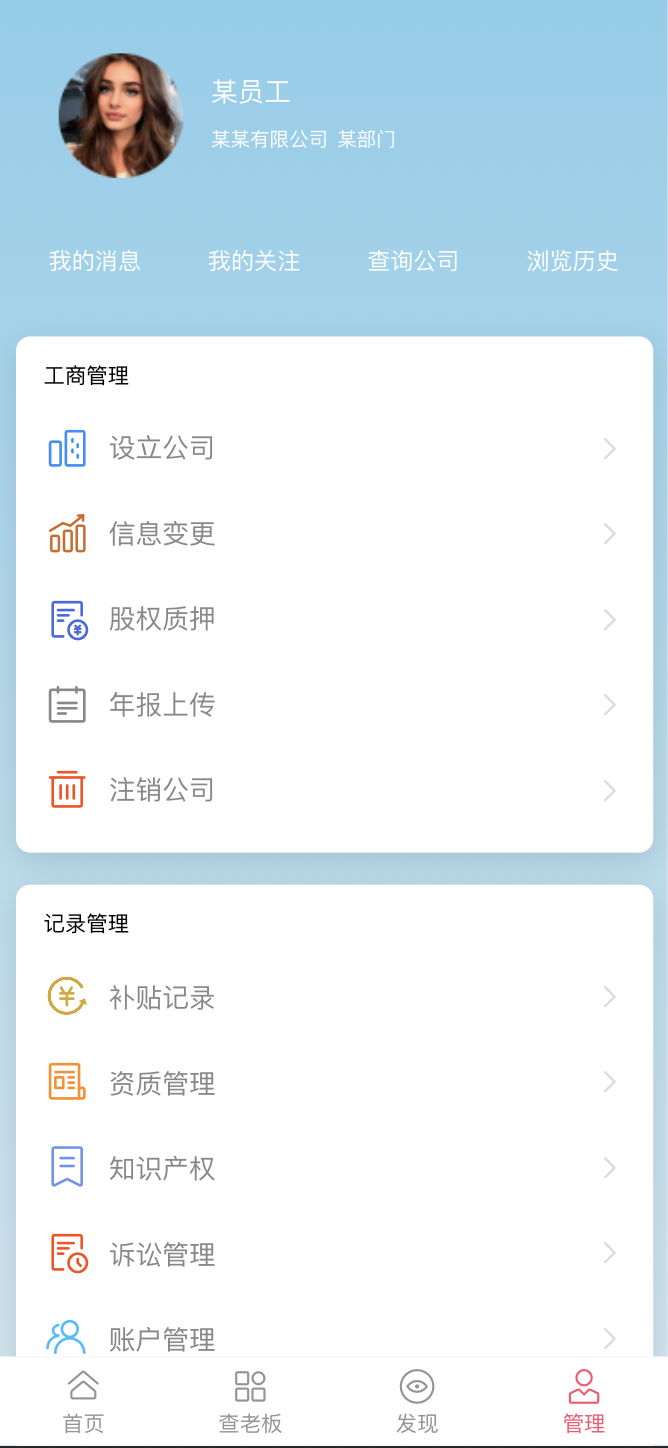 某员工
某某有限公司 某部门
我的消息 我的关注 查询公司 浏览历史
工商管理
设立公司
信息变更
股权质押
年报上传
注销公司
记录管理
补贴记录
资质管理
知识产权
诉讼管理
账户管理
首页 查老板 发现 管理